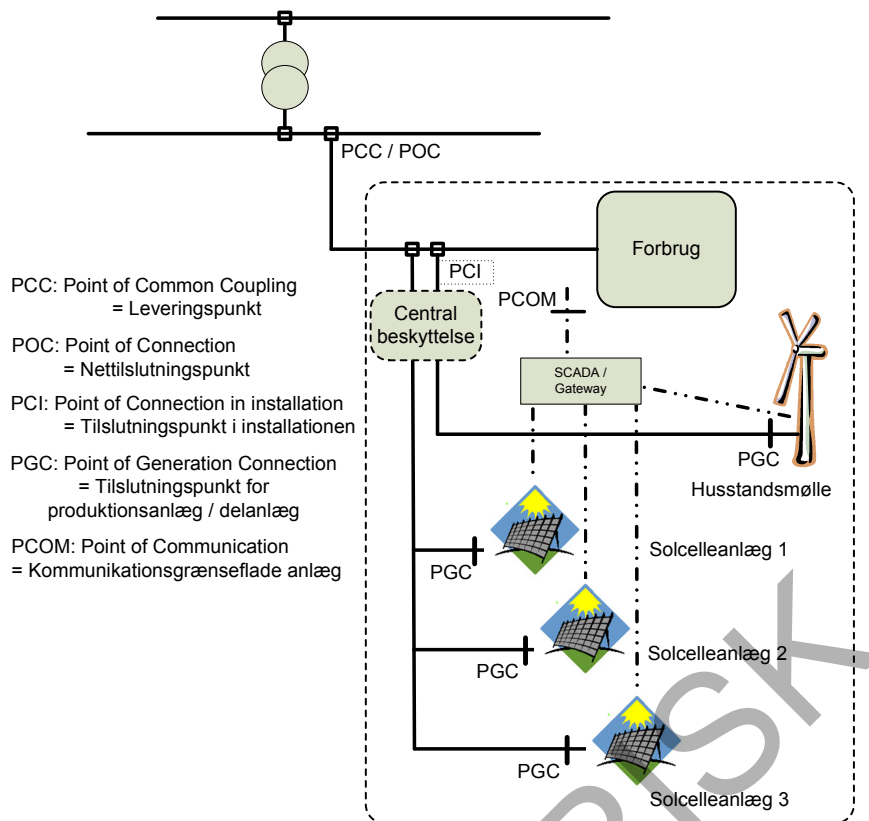 PCC / POC
Forbrug
PCI
PCOM
Central
beskyttelse
SCADA /
Gateway
PGC
Husstandsmølle
PGC
Solcelleanlæg 1
PGC
Solcelleanlæg 2
PGC
Solcelleanlæg 3
PCC: Point of Common Coupling
= Leveringspunkt
POC: Point of Connection
= Nettilslutningspunkt
PCI: Point of Connection in installation
= Tilslutningspunkt i installationen
PGC: Point of Generation Connection
= Tilslutningspunkt for
produktionsanlæg / delanlæg
PCOM: Point of Communication
= Kommunikationsgrænseflade anlæg